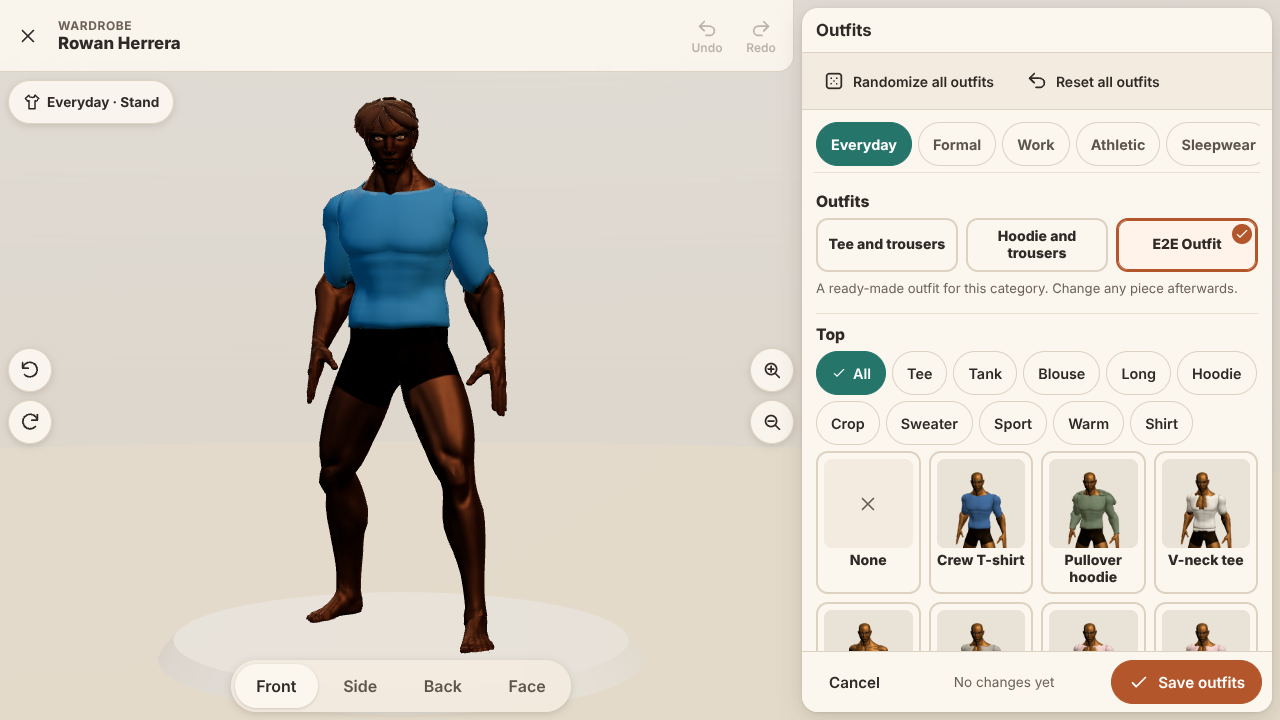 WARDROBE
Rowan Herrera
Undo
Redo
Everyday · Stand
Front
Side
Back
Face
Outfits
Randomize all outfits
Reset all outfits
Everyday
Formal
Work
Athletic
Sleepwear
Outfits
Tee and trousers
Hoodie and
trousers
E2E Outfit
A ready-made outfit for this category. Change any piece afterwards.
Top
All
Tee
Tank
Blouse
Long
Hoodie
Crop
Sweater
Sport
Warm
Shirt
None
Crew T-shirt
Pullover
hoodie
V-neck tee
Cancel
No changes yet
Save outfits